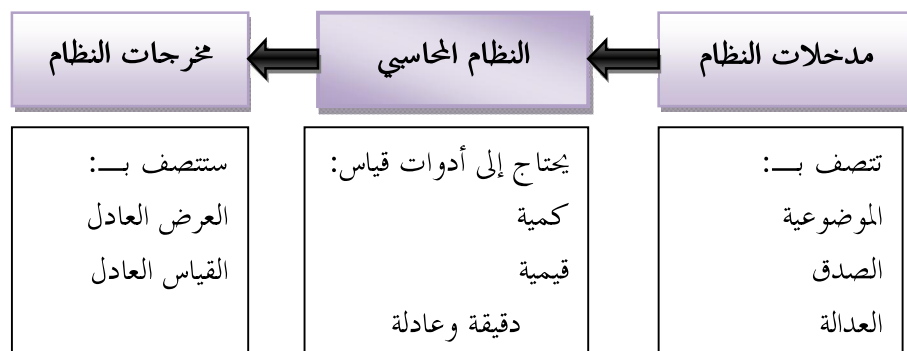 مدخلات النظام
النظام المحاسبي
مخرجات النظام
تتصف بـــ:
الموضوعية
الصدق
العدالة
يحتاج إلى أدوات قياس:
كمية
قيمية
دقيقة وعادلة
ستتصف بـــ:
العرض العادل
القياس العادل